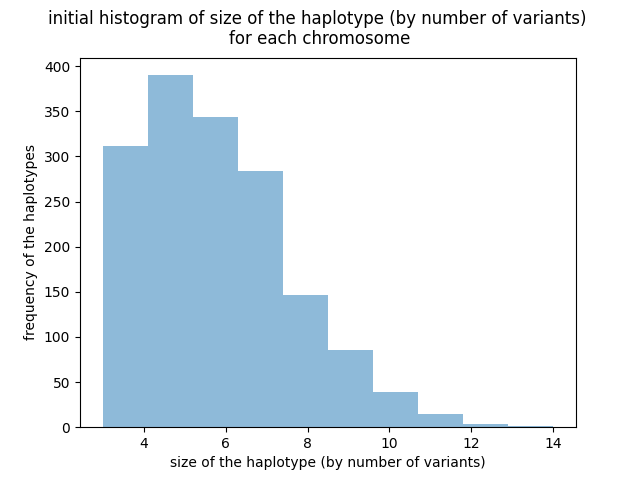 initial histogram of size of the haplotype (by number of variants)
for each chromosome
400
350
300
250
200
150
100
50
0
frequency of the haplotypes
4 6 8 10 12 14
size of the haplotype (by number of variants)